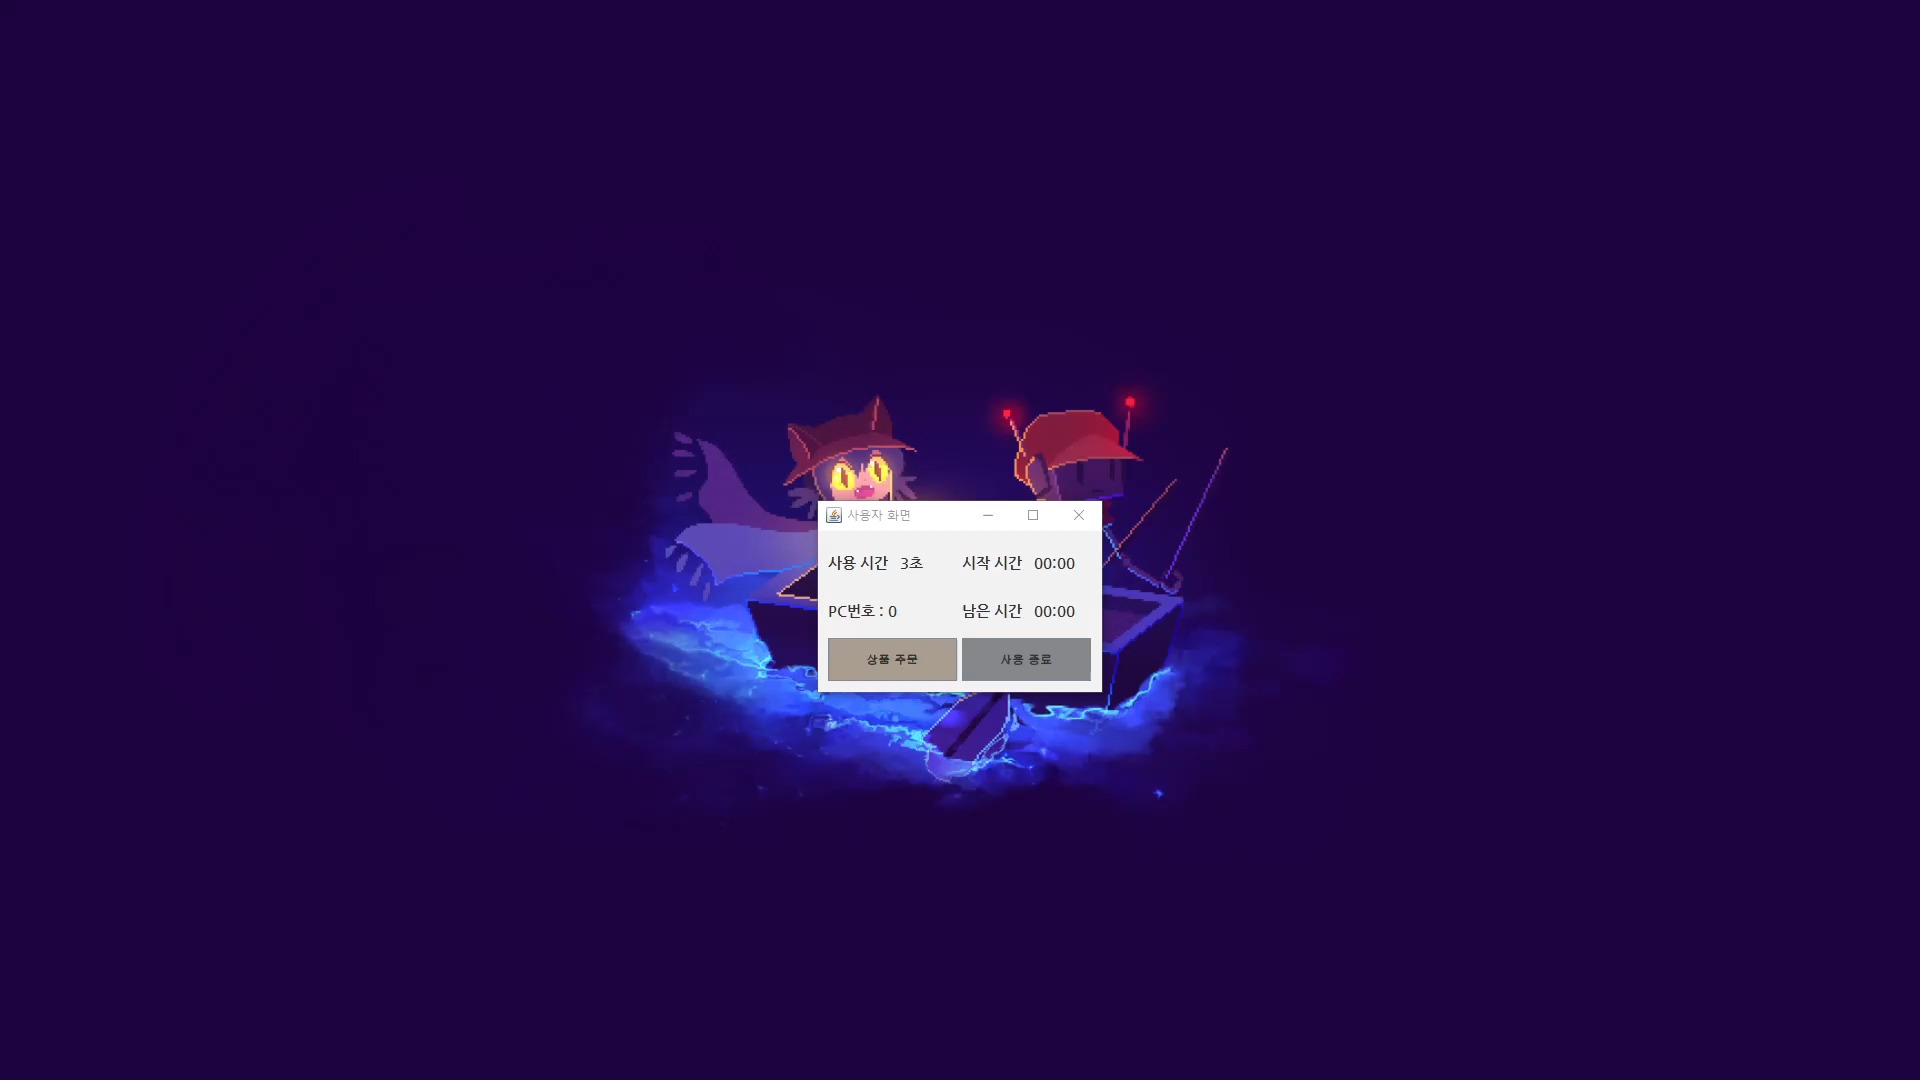 사용자 화면
사용 시간 3초 시작 시간 00:00
PC번호 : 0 남은 시간 00:00
상품 주문 사용 종료